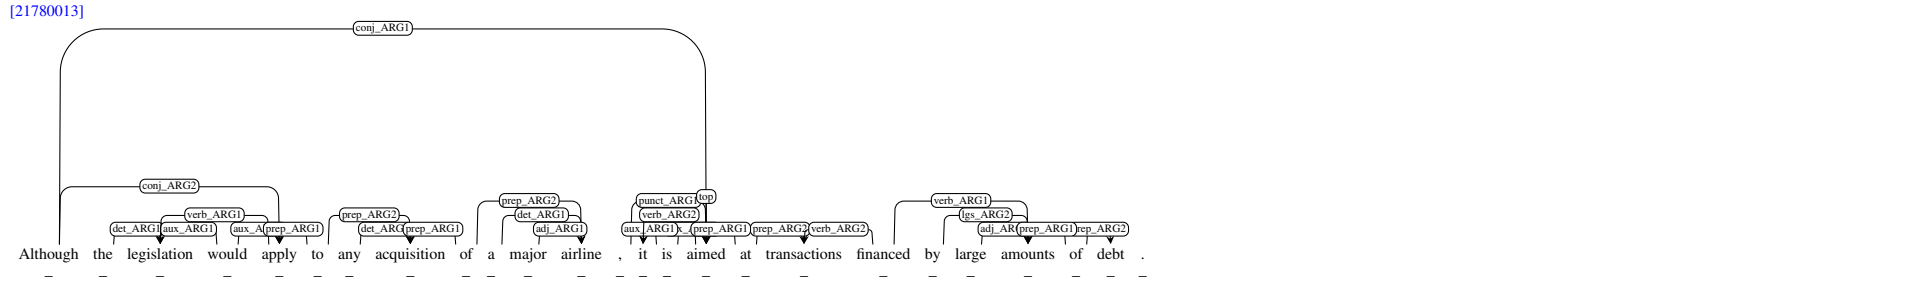 [21780013]
conj_ARG1
conj_ARG2 top
prep_ARG2 punct_ARG1 verb_ARG1
verb_ARG1 prep_ARG2 det_ARG1 verb_ARG2 lgs_ARG2
det_ARG1 aux_ARG1 prep_ARG1 prep_ARG1 adj_ARG1 aux_ARG1 prep_ARG1 prep_ARG2 verb_ARG2 prep_ARG1
Although the legislation would apply to any acquisition of a major airline , it is aimed at transactions financed by large amounts of debt .
_ _ _ _ _ _ _ _ _ _ _ _ _ _ _ _ _ _ _ _ _ _ _ _ _